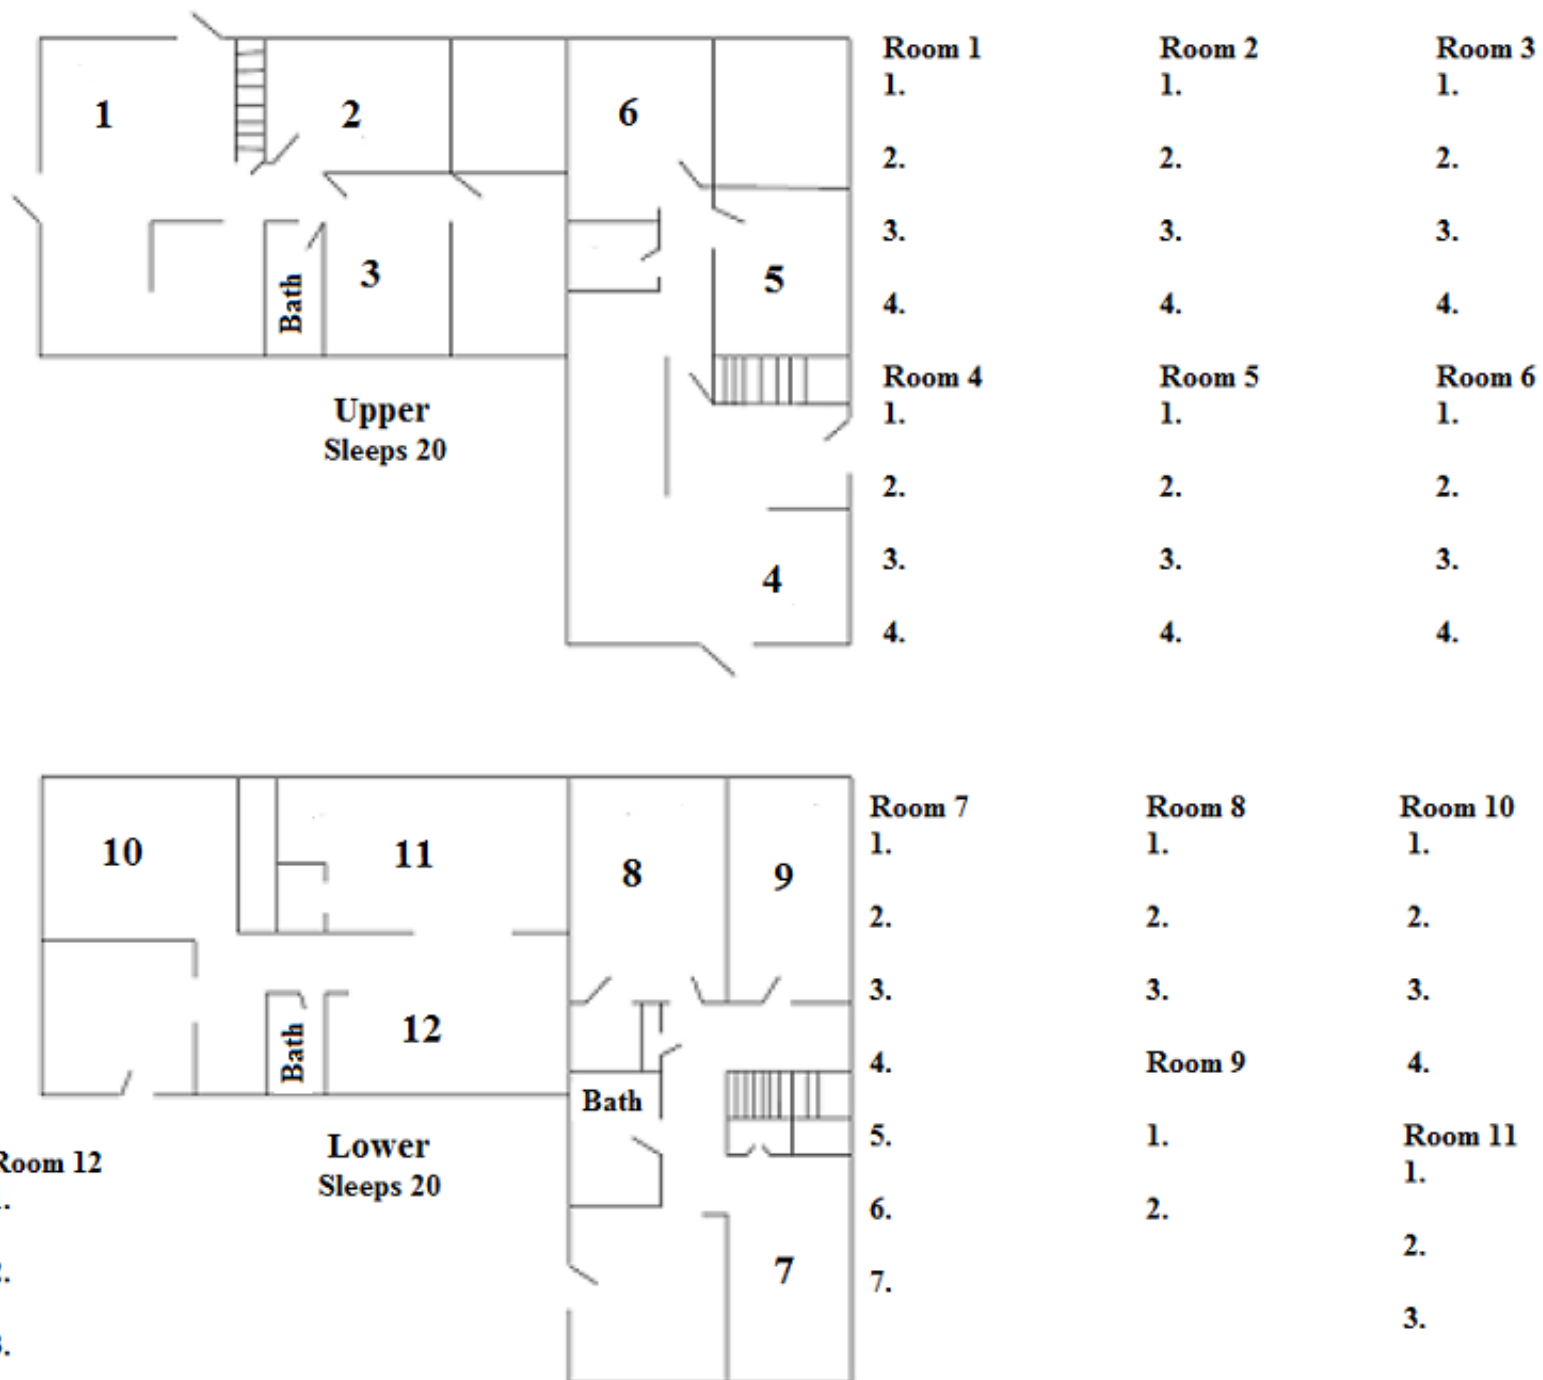 Room 1 Room 2 Room 3
1. 1. 1.
2. 2. 2.
3. 3. 3.
4. 4. 4.
Room 4 Room 5 Room 6
1. 1. 1.
2. 2. 2.
3. 3. 3.
4. 4. 4.
1
2
6
3
5
Bath
4
Upper
Sleeps 20
Room 7 Room 8 Room 10
1. 1. 1.
2. 2. 2.
3. 3. 3.
4. Room 9 4.
5. 1. Room 11
1.
6. 2.
2.
7.
3.
10
11
8
9
12
Bath
Bath
7
Lower
Sleeps 20
Room 12